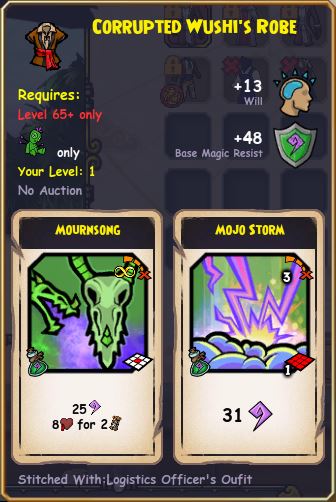 Corrupted Wushi's Robe
Requires:
Level 65+ only
only
Your Level: 1
No Auction
+13
Will
+48
Base Magic Resist
Mournsong
25
8 for 2
Mojo Storm
3
1
31
Stitched With:Logistics Officer's Oufit